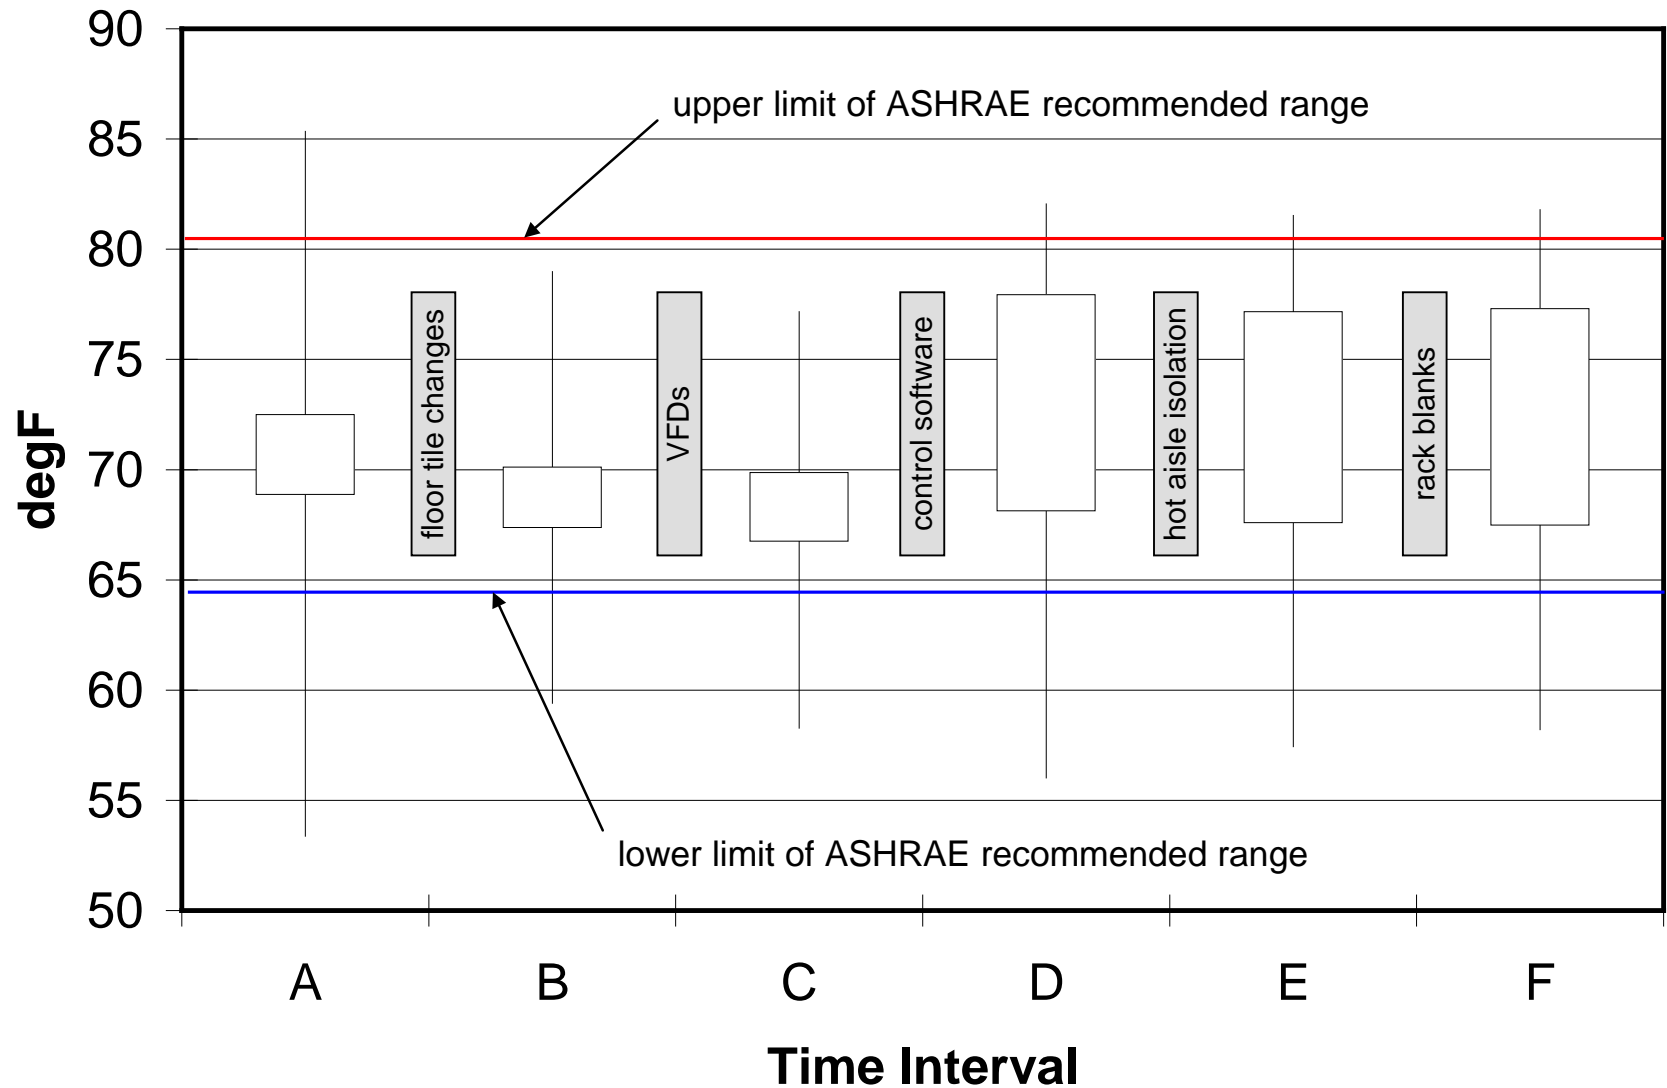 90
85
80
75
70
65
60
55
50
degF
upper limit of ASHRAE recommended range
floor tile changes
VFDs
control software
hot aisle isolation
rack blanks
lower limit of ASHRAE recommended range
A B C D E F
Time Interval